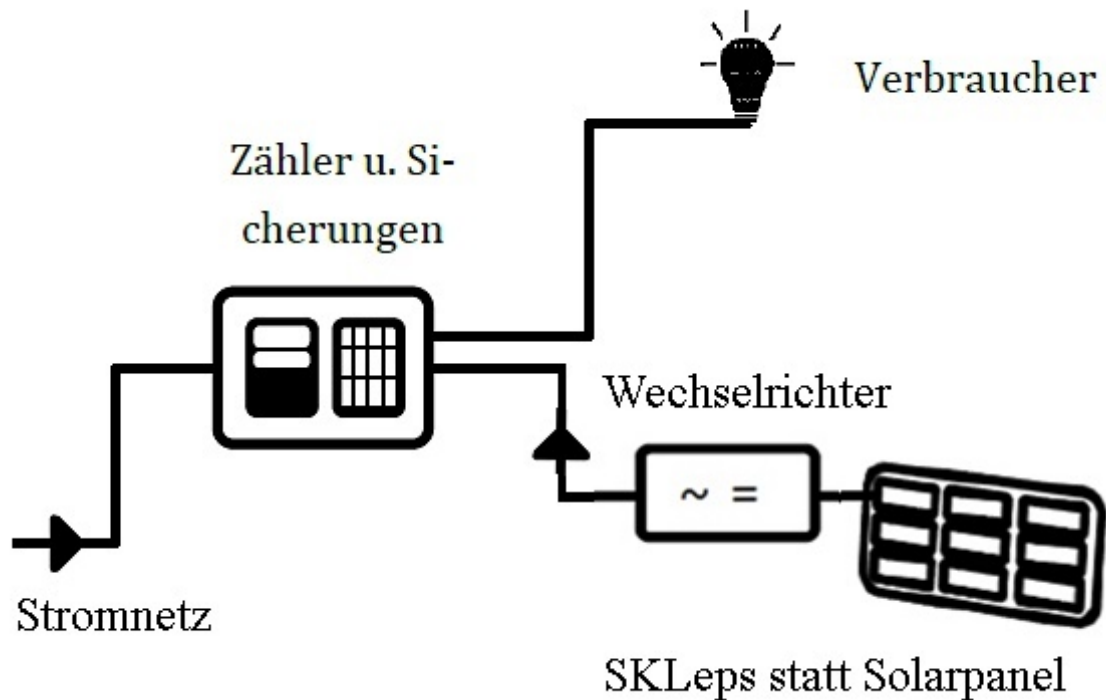 Verbraucher
Zähler u. Si-
cherungen
Wechselrichter
~ =
Stromnetz
SKLeps statt Solarpanel